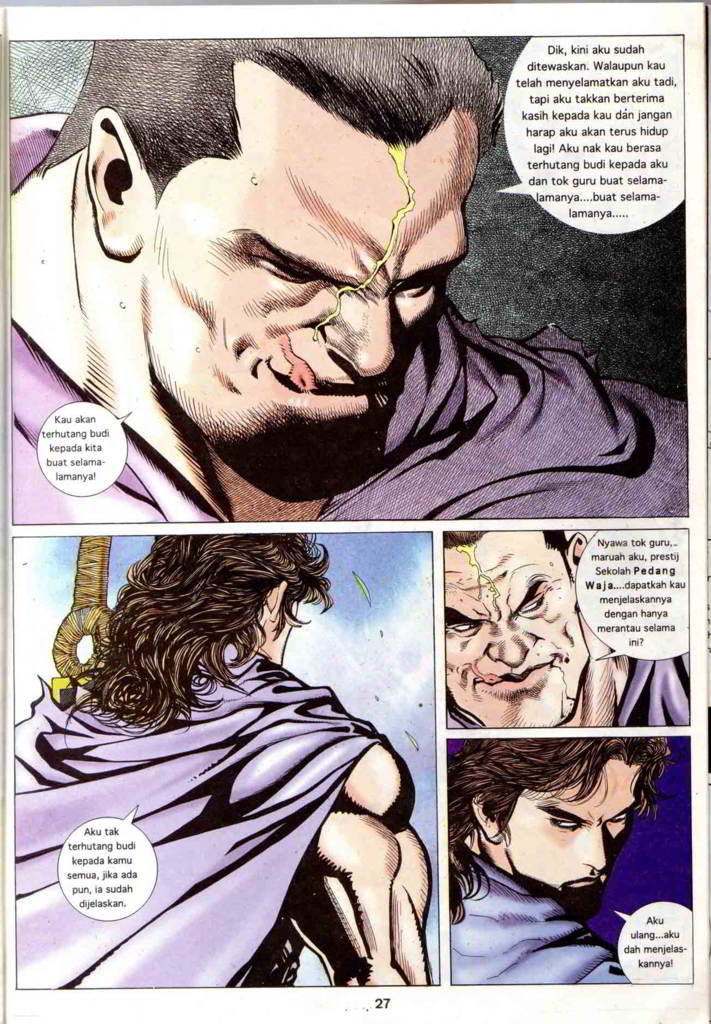 Dik, kini aku sudah
ditewaskan. Walaupun kau
telah menyelamatkan aku tadi,
tapi aku takkan berterima
kasih kepada kau dan jangan
harap aku akan terus hidup
lagi! Aku nak kau berasa
terhutang budi kepada aku
dan tok guru buat selama-
lamanya....buat selama-
lamanya.....
Kau akan
terhutang budi
kepada kita
buat selama-
lamanya!
Aku tak
terhutang budi
kepada kamu
semua, jika ada
pun, ia sudah
dijelaskan.
Nyawa tok guru,..
maruah aku, prestij
Sekolah Pedang
Waja....dapatkah kau
menjelaskannya
dengan hanya
merantau selama
ini?
Aku
ulang...aku
dah menjelas-
kannya!
27